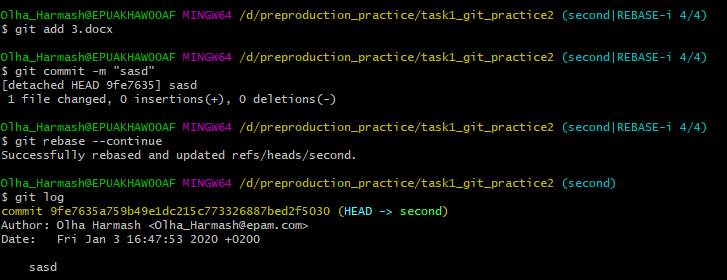 Olha_Harmash@EPUAKHAWOOAF MINGW64 /d/preproduction_practice/task1_git_practice2 (second|REBASE-i 4/4)
$ git add 3.docx
Olha_Harmash@EPUAKHAWOOAF MINGW64 /d/preproduction_practice/task1_git_practice2 (second|REBASE-i 4/4)
$ git commit -m "sasd"
[detached HEAD 9fe7635] sasd
 1 file changed, 0 insertions(+), 0 deletions(-)
Olha_Harmash@EPUAKHAWOOAF MINGW64 /d/preproduction_practice/task1_git_practice2 (second|REBASE-i 4/4)
$ git rebase --continue
Successfully rebased and updated refs/heads/second.
Olha_Harmash@EPUAKHAWOOAF MINGW64 /d/preproduction_practice/task1_git_practice2 (second)
$ git log
commit 9fe7635a759b49e1dc215c773326887bed2f5030 (HEAD -> second)
Author: Olha Harmash <Olha_Harmash@epam.com>
Date:   Fri Jan 3 16:47:53 2020 +0200
    sasd